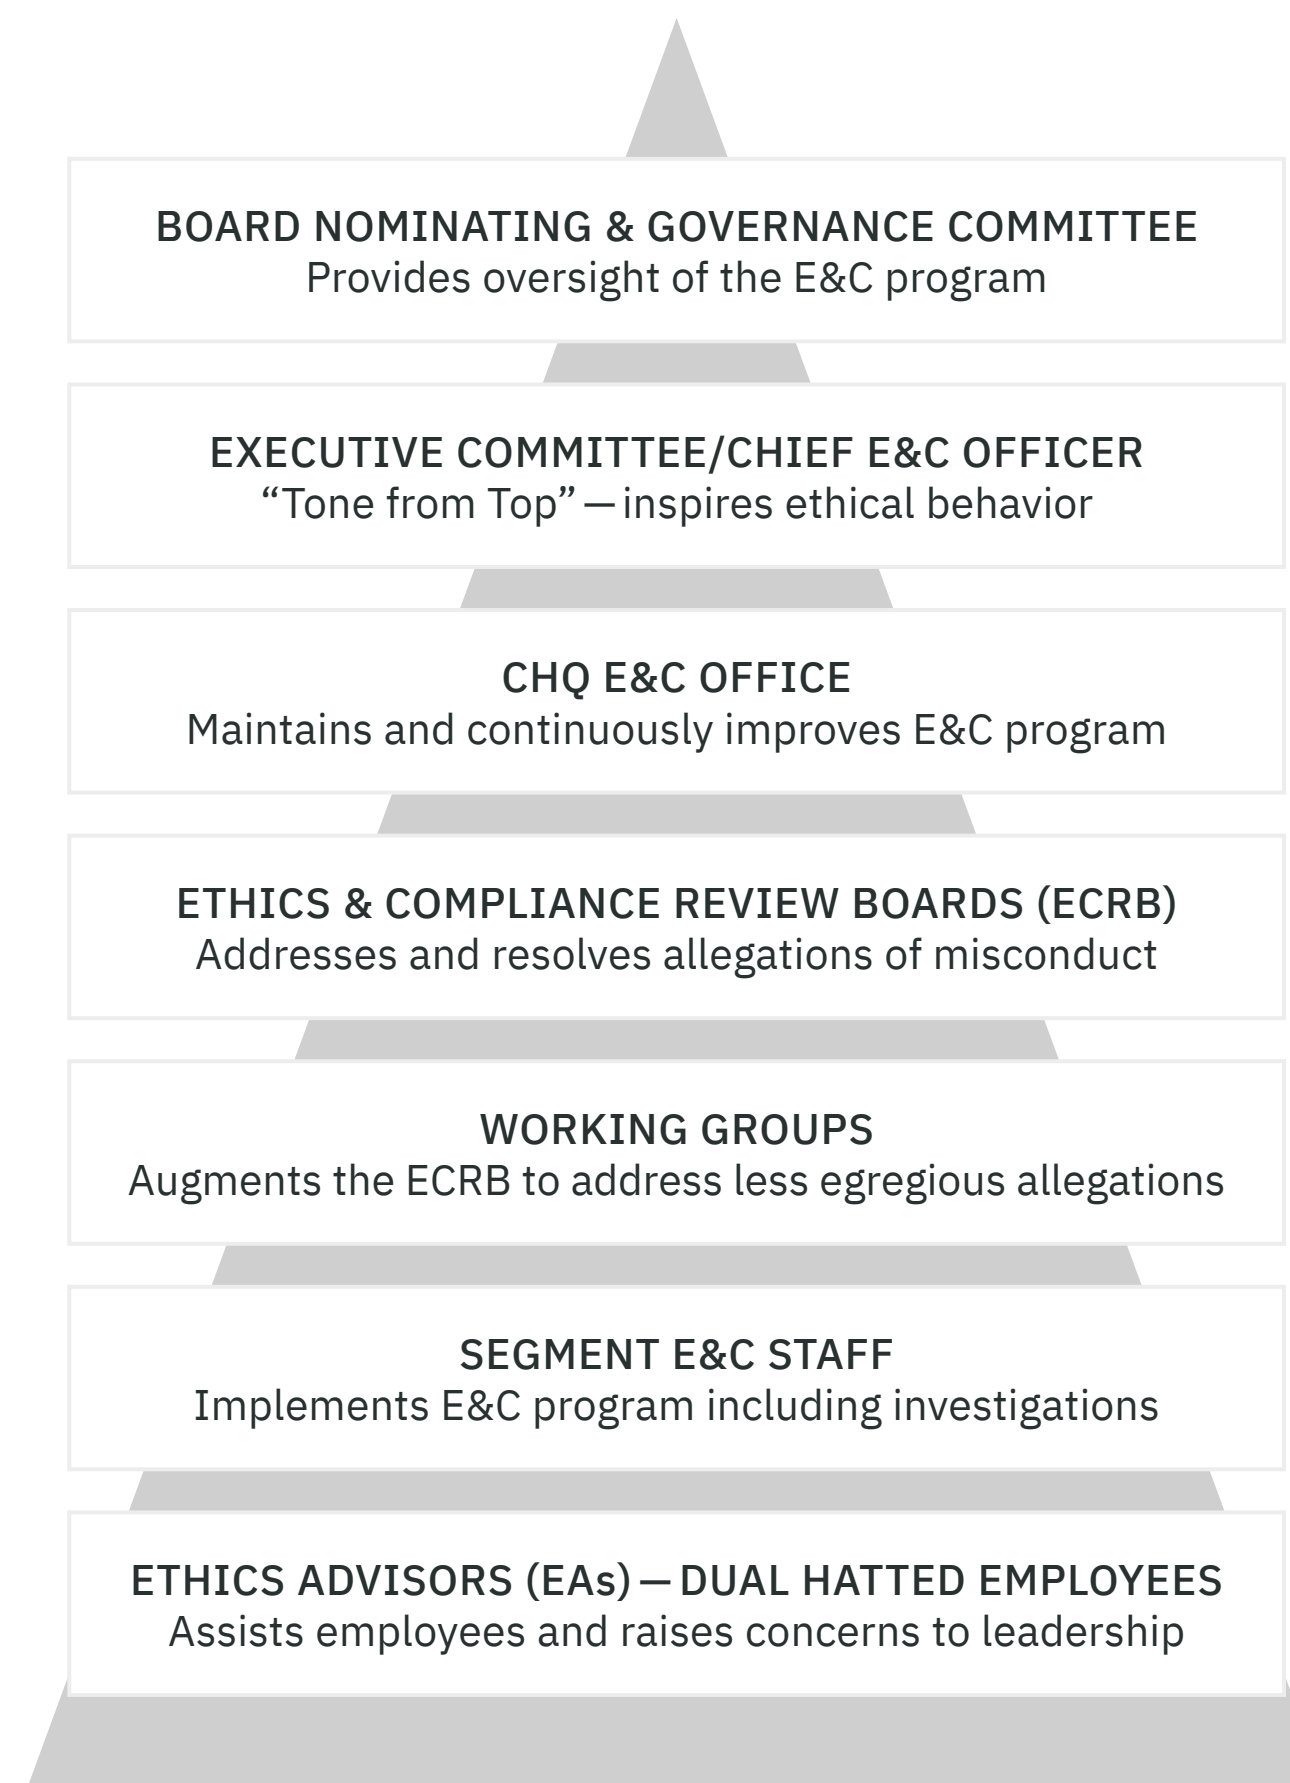 BOARD NOMINATING & GOVERNANCE COMMITTEE
Provides oversight of the E&C program
EXECUTIVE COMMITTEE/CHIEF E&C OFFICER
“Tone from Top” — inspires ethical behavior
CHQ E&C OFFICE
Maintains and continuously improves E&C program
ETHICS & COMPLIANCE REVIEW BOARDS (ECRB)
Addresses and resolves allegations of misconduct
WORKING GROUPS
Augments the ECRB to address less egregious allegations
SEGMENT E&C STAFF
Implements E&C program including investigations
ETHICS ADVISORS (EAs) — DUAL HATTED EMPLOYEES
Assists employees and raises concerns to leadership